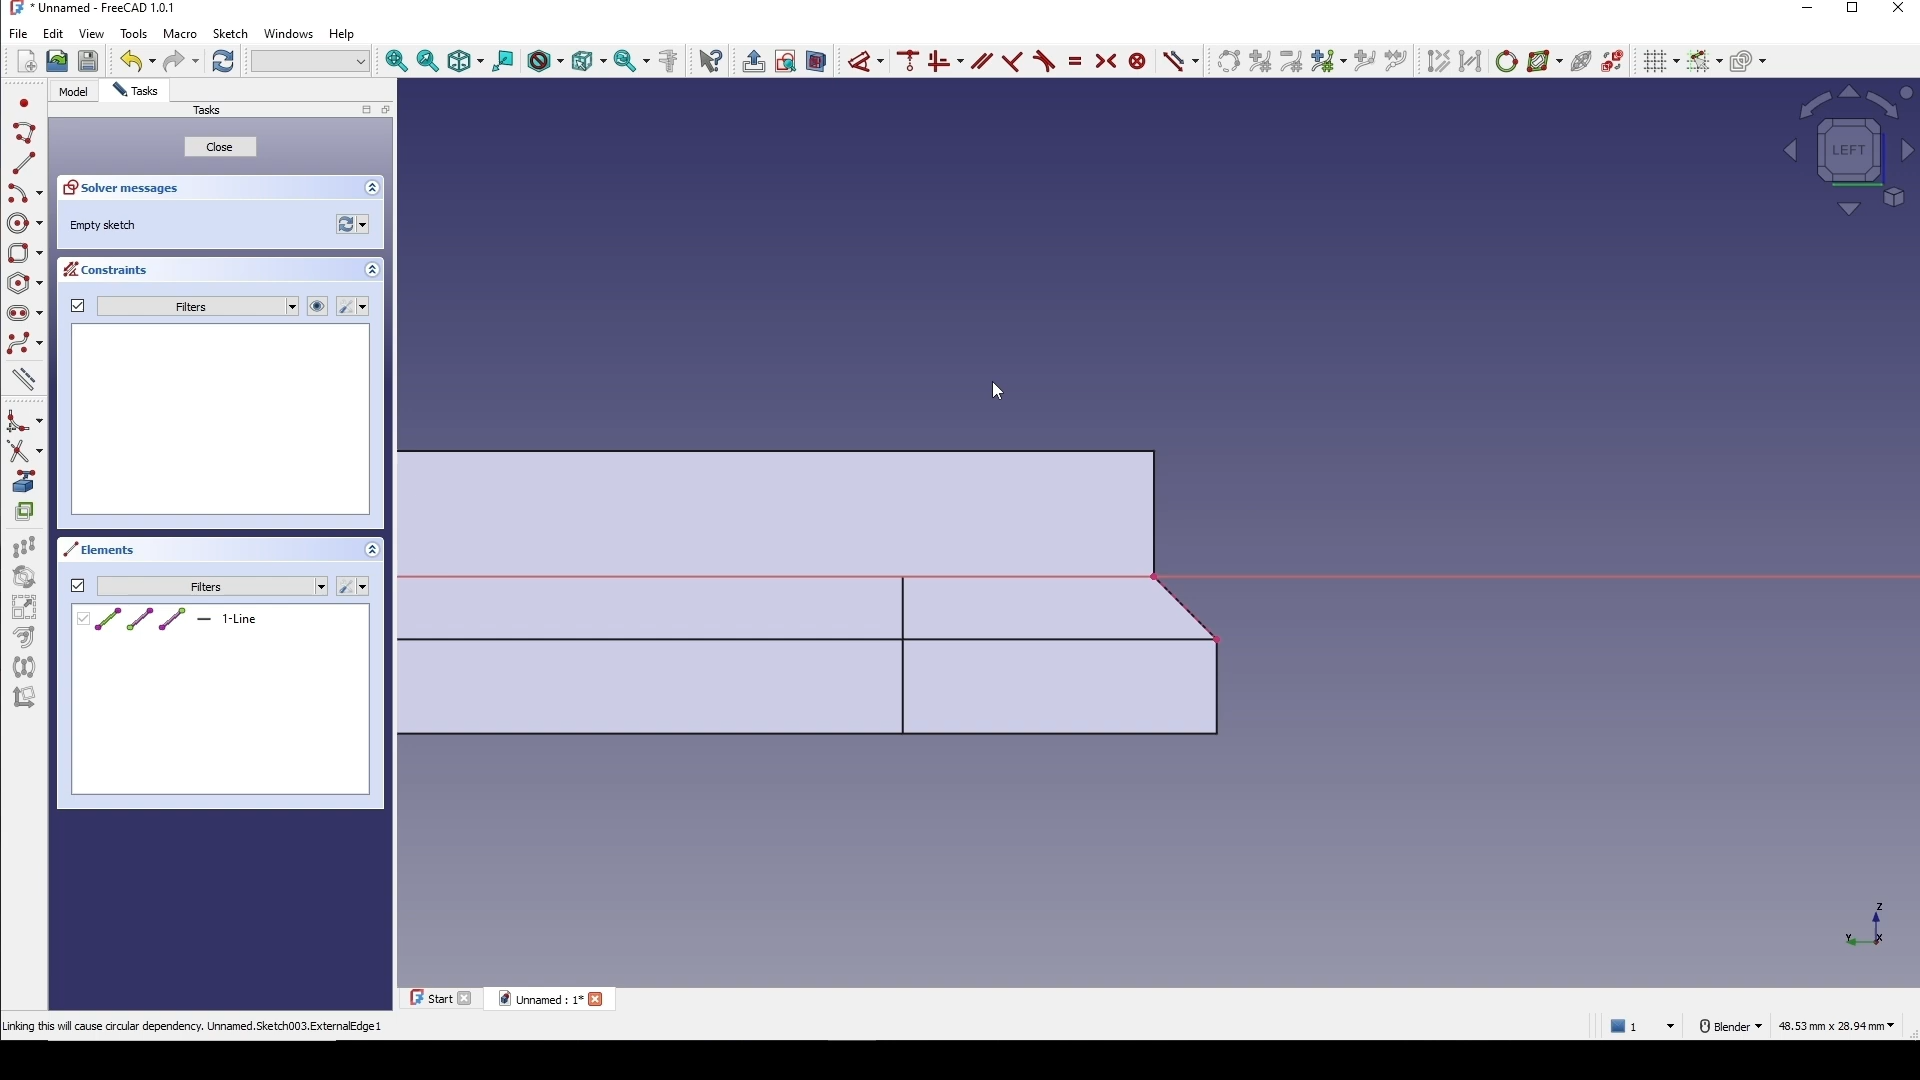 * Unnamed - FreeCAD 1.0.1
File Edit View Tools Macro Sketch Windows Help
Model Tasks
Tasks
Close
Solver messages
Empty sketch
Constraints
Filters
Elements
Filters
1-Line
LEFT
Z
Y X
Start Unnamed : 1*
Linking this will cause circular dependency. Unnamed.Sketch003.ExternalEdge1 1 Blender 48.53 mm x 28.94 mm